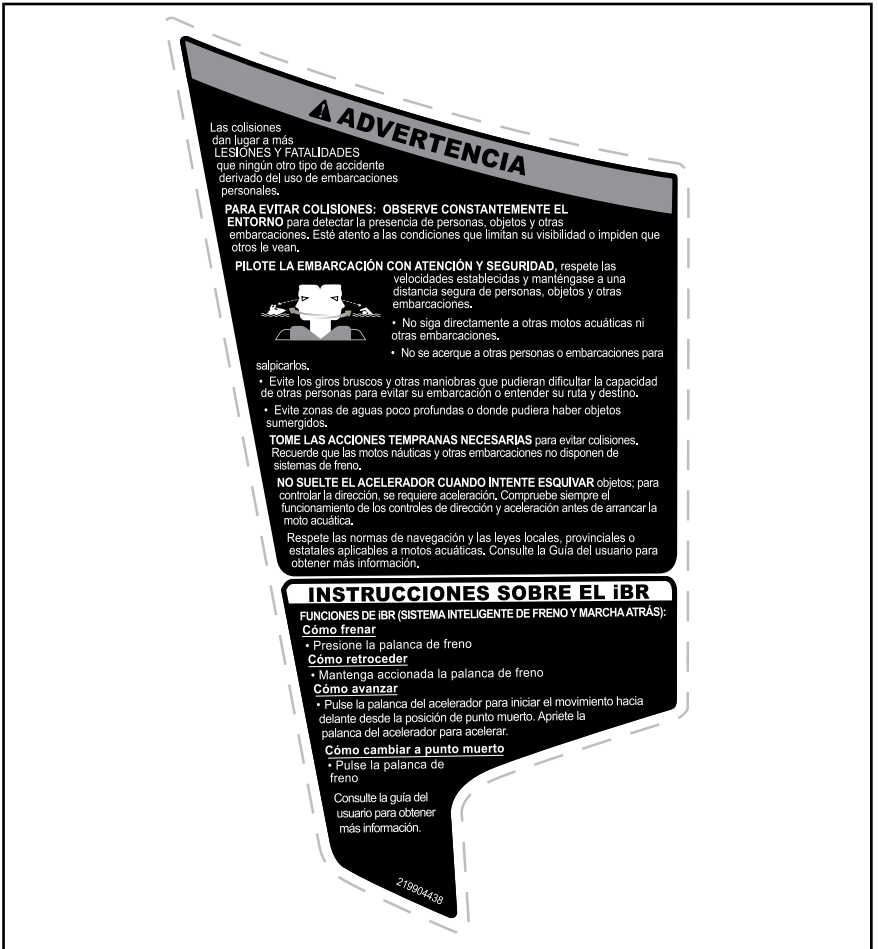 ADVERTENCIA
Las colisiones
dan lugar a más
LESIONES Y FATALIDADES
que ningún otro tipo de accidente
derivado del uso de embarcaciones
personales.
PARA EVITAR COLISIONES: OBSERVE CONSTANTEMENTE EL
ENTORNO para detectar la presencia de personas, objetos y otras
embarcaciones. Esté atento a las condiciones que limitan su visibilidad o impiden que
otros le vean.
PILOTE LA EMBARCACIÓN CON ATENCIÓN Y SEGURIDAD, respete las
velocidades establecidas y manténgase a una
distancia segura de personas, objetos y otras
embarcaciones.
• No siga directamente a otras motos acuáticas ni
otras embarcaciones.
• No se acerque a otras personas o embarcaciones para
salpicarlos.
• Evite los giros bruscos y otras maniobras que pudieran dificultar la capacidad
de otras personas para evitar su embarcación o entender su ruta y destino.
• Evite zonas de aguas poco profundas o donde pudiera haber objetos
sumergidos.
TOME LAS ACCIONES TEMPRANAS NECESARIAS para evitar colisiones.
Recuerde que las motos náuticas y otras embarcaciones no disponen de
sistemas de freno.
NO SUELTE EL ACELERADOR CUANDO INTENTE ESQUIVAR objetos; para
controlar la dirección, se requiere aceleración. Compruebe siempre el
funcionamiento de los controles de dirección y aceleración antes de arrancar la
moto acuática.
Respete las normas de navegación y las leyes locales, provinciales o
estatales aplicables a motos acuáticas. Consulte la Guía del usuario para
obtener más información.
INSTRUCCIONES SOBRE EL iBR
FUNCIONES DE iBR (SISTEMA INTELIGENTE DE FRENO Y MARCHA ATRÁS):
Cómo frenar
• Presione la palanca de freno
Cómo retroceder
• Mantenga accionada la palanca de freno
Cómo avanzar
• Pulse la palanca del acelerador para iniciar el movimiento hacia
delante desde la posición de punto muerto. Apriete la
palanca del acelerador para acelerar.
Cómo cambiar a punto muerto
• Pulse la palanca de
freno
Consulte la guía del
usuario para obtener
más información.
219904438